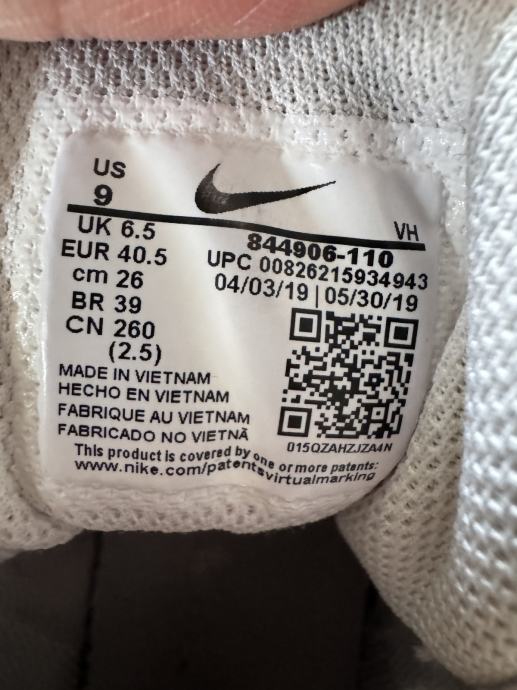 US
9
VH
UK 6.5
844906-110
EUR 40.5
UPC 00826215934943
cm 26
04/03/19 | 05/30/19
BR 39
CN 260
(2.5)
MADE IN VIETNAM
HECHO EN VIETNAM
FABRIQUE AU VIETNAM
FABRICADO NO VIETNÃ
015QZAHZJZA4N
This product is covered by one or more patents:
www.nike.com/patentsvirtualmarking